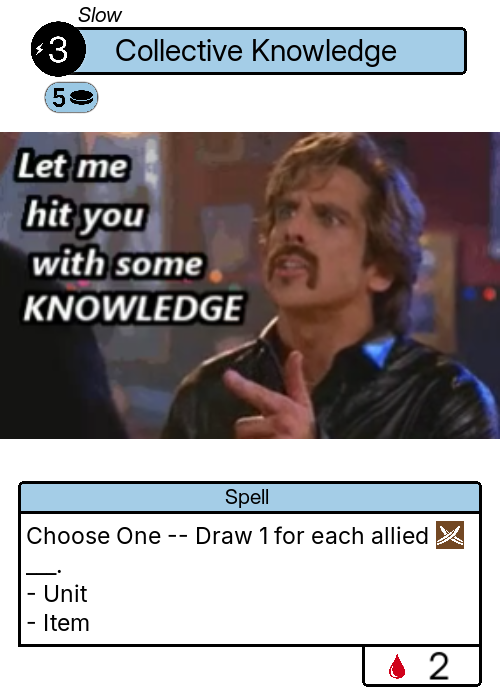 Slow
3
Collective Knowledge
5
Let me
hit you
with some
KNOWLEDGE
Spell
Choose One -- Draw 1 for each allied
___.
- Unit
- Item
2